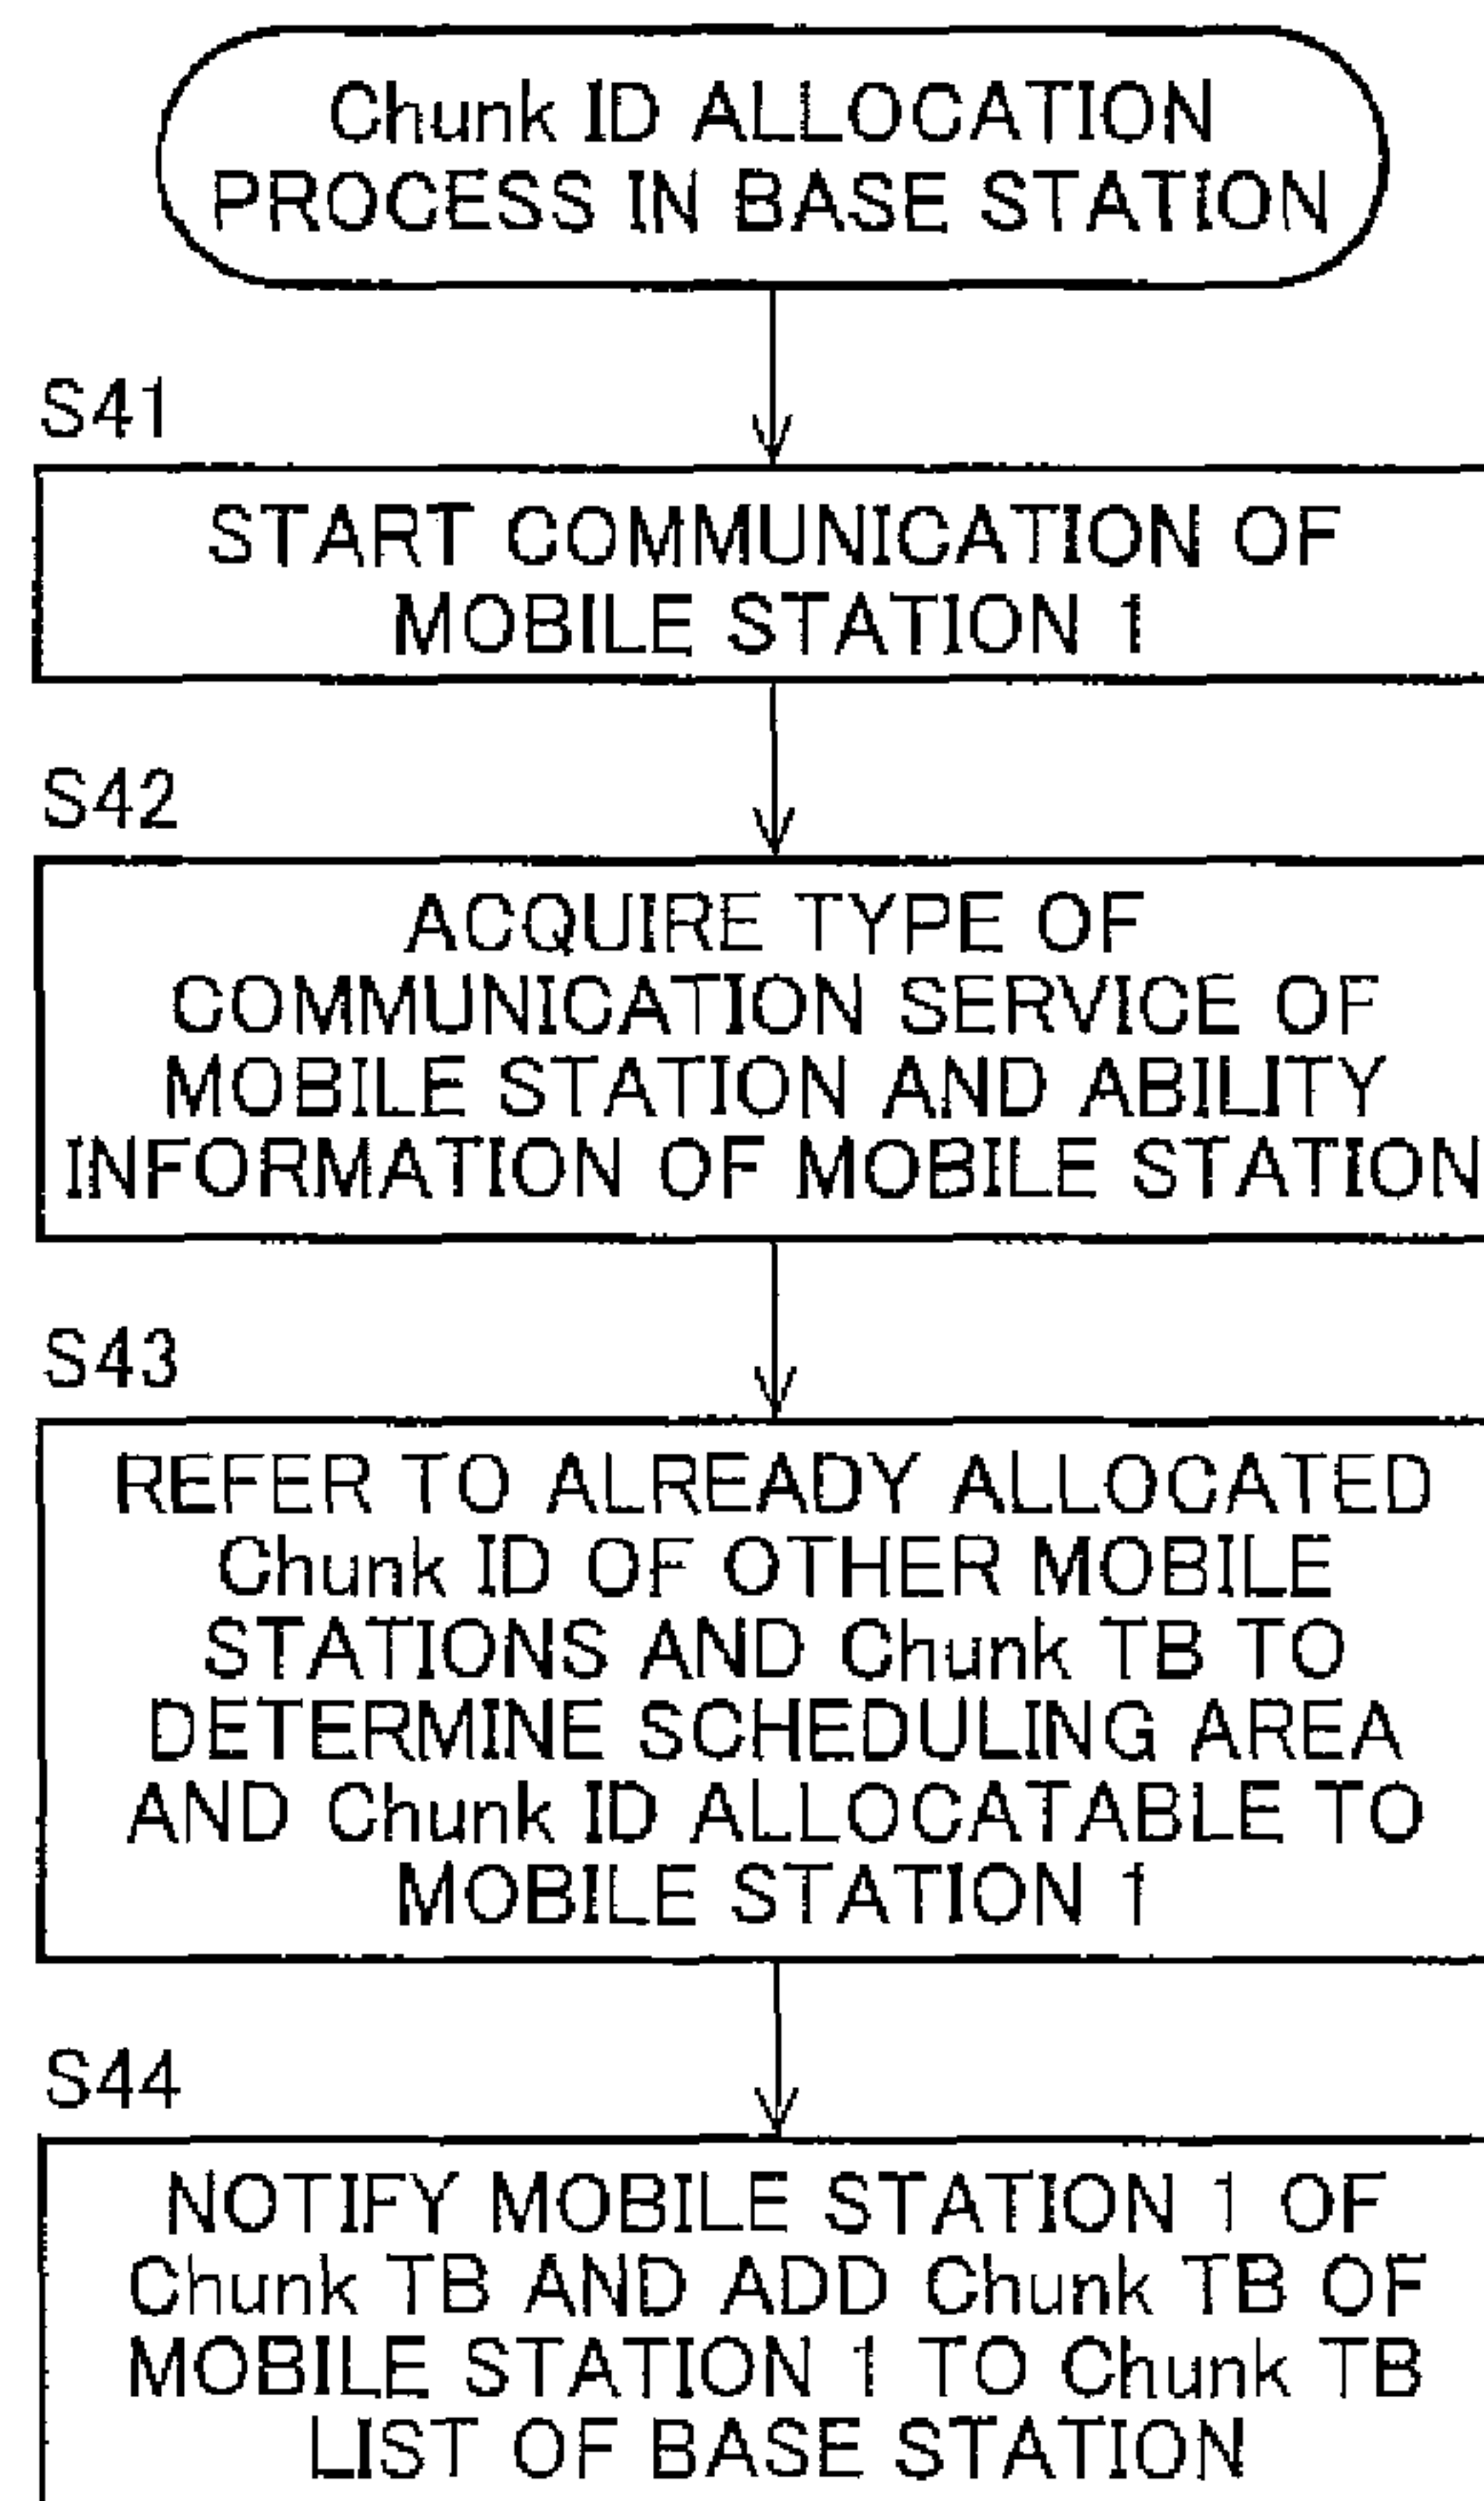 Chunk ID ALLOCATION
PROCESS IN BASE STATION
S41
START COMMUNICATION OF
MOBILE STATION 1
S42
ACQUIRE TYPE OF
COMMUNICATION SERVICE OF
MOBILE STATION AND ABILITY
INFORMATION OF MOBILE STATION
S43
REFER TO ALREADY ALLOCATED
Chunk ID OF OTHER MOBILE
STATIONS AND Chunk TB TO
DETERMINE SCHEDULING AREA
AND Chunk ID ALLOCATABLE TO
MOBILE STATION 1
S44
NOTIFY MOBILE STATION 1 OF
Chunk TB AND ADD Chunk TB OF
MOBILE STATION 1 TO Chunk TB
LIST OF BASE STATION